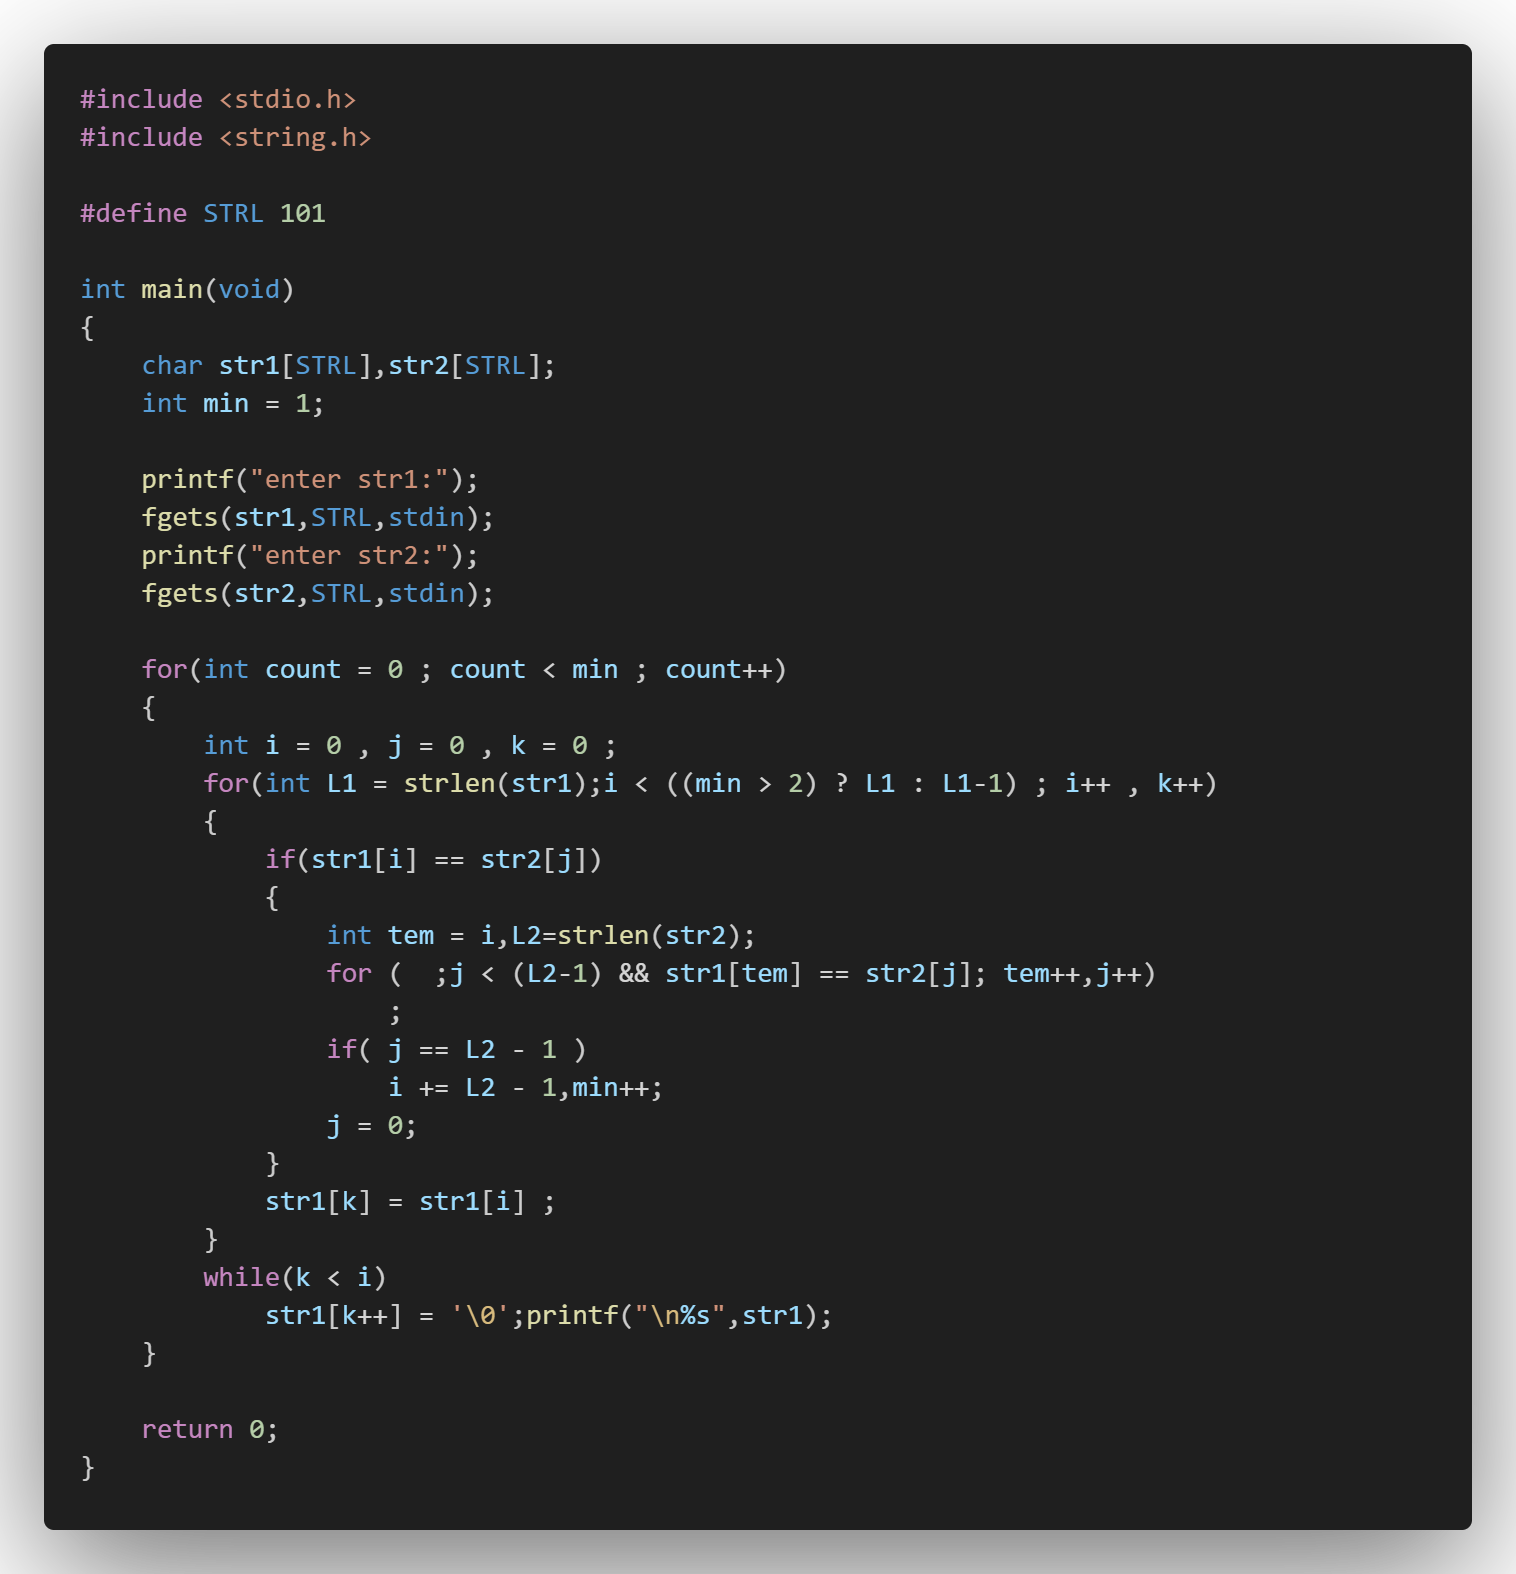 #include <stdio.h>
#include <string.h>

#define STRL 101

int main(void)
{
    char str1[STRL],str2[STRL];
    int min = 1;

    printf("enter str1:");
    fgets(str1,STRL,stdin);
    printf("enter str2:");
    fgets(str2,STRL,stdin);

    for(int count = 0 ; count < min ; count++)
    {
        int i = 0 , j = 0 , k = 0 ;
        for(int L1 = strlen(str1);i < ((min > 2) ? L1 : L1-1) ; i++ , k++)
        {
            if(str1[i] == str2[j])
            {
                int tem = i,L2=strlen(str2);
                for (  ;j < (L2-1) && str1[tem] == str2[j]; tem++,j++)
                    ;
                if( j == L2 - 1 )
                    i += L2 - 1,min++;
                j = 0;
            }
            str1[k] = str1[i] ;
        }
        while(k < i)
            str1[k++] = '\0';printf("\n%s",str1);
    }

    return 0;
}